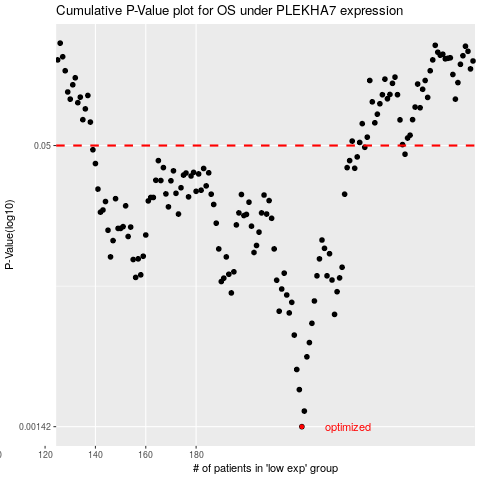 Cumulative P-Value plot for OS under PLEKHA7 expression
P-Value(log10)
0.05
0.00142
optimized
0 120 140 160 180
# of patients in 'low exp' group